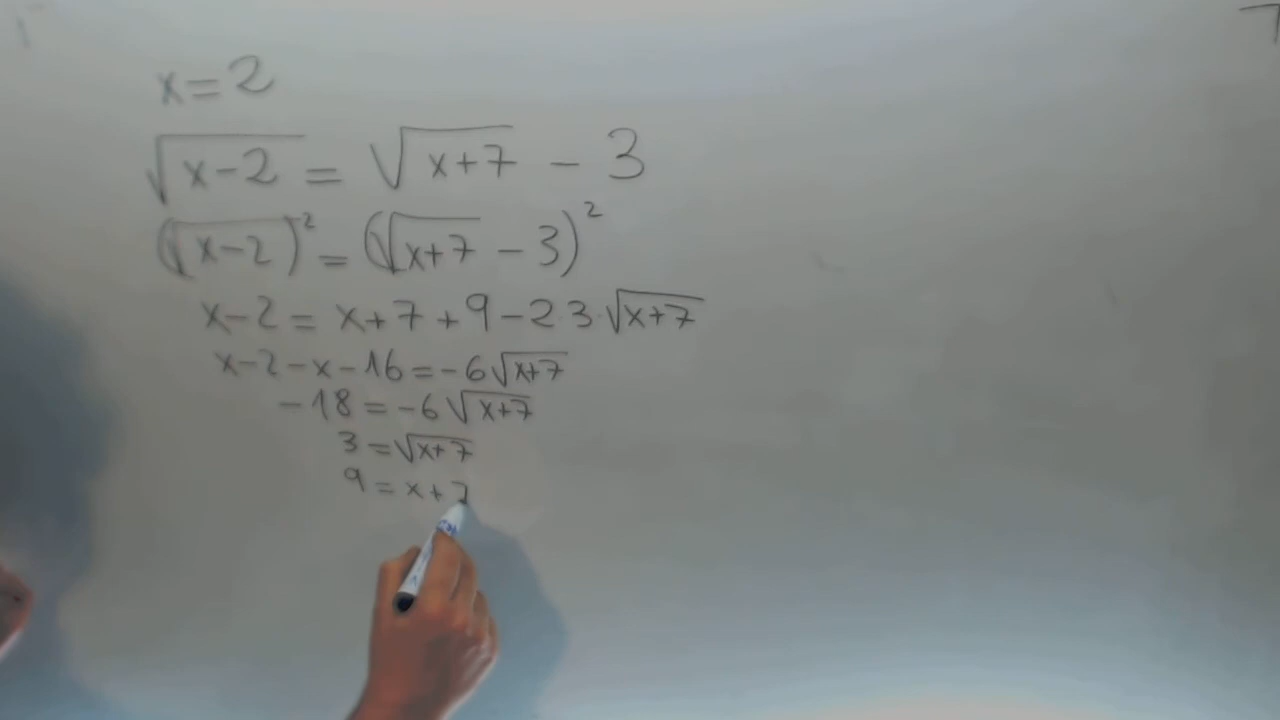 x=2
√(x-2) = √(x+7) - 3
(√(x-2))² = (√(x+7) - 3)²
x-2 = x+7+9-2·3·√(x+7)
x-2-x-16=-6√(x+7)
-18=-6√(x+7)
3=√(x+7)
9=x+7